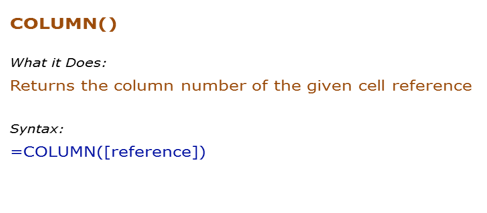 COLUMN()
What it Does:
Returns the column number of the given cell reference
Syntax:
=COLUMN([reference])